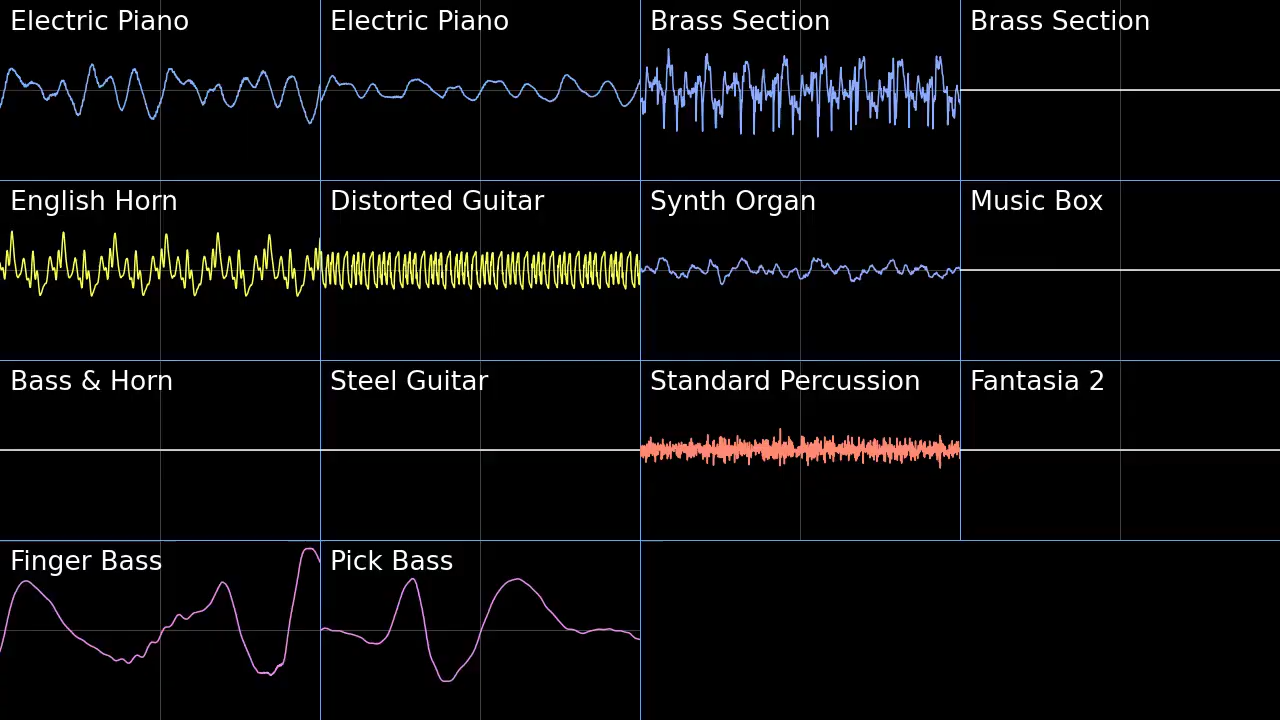 Electric Piano
Electric Piano
Brass Section
Brass Section
English Horn
Distorted Guitar
Synth Organ
Music Box
Bass & Horn
Steel Guitar
Standard Percussion
Fantasia 2
Finger Bass
Pick Bass